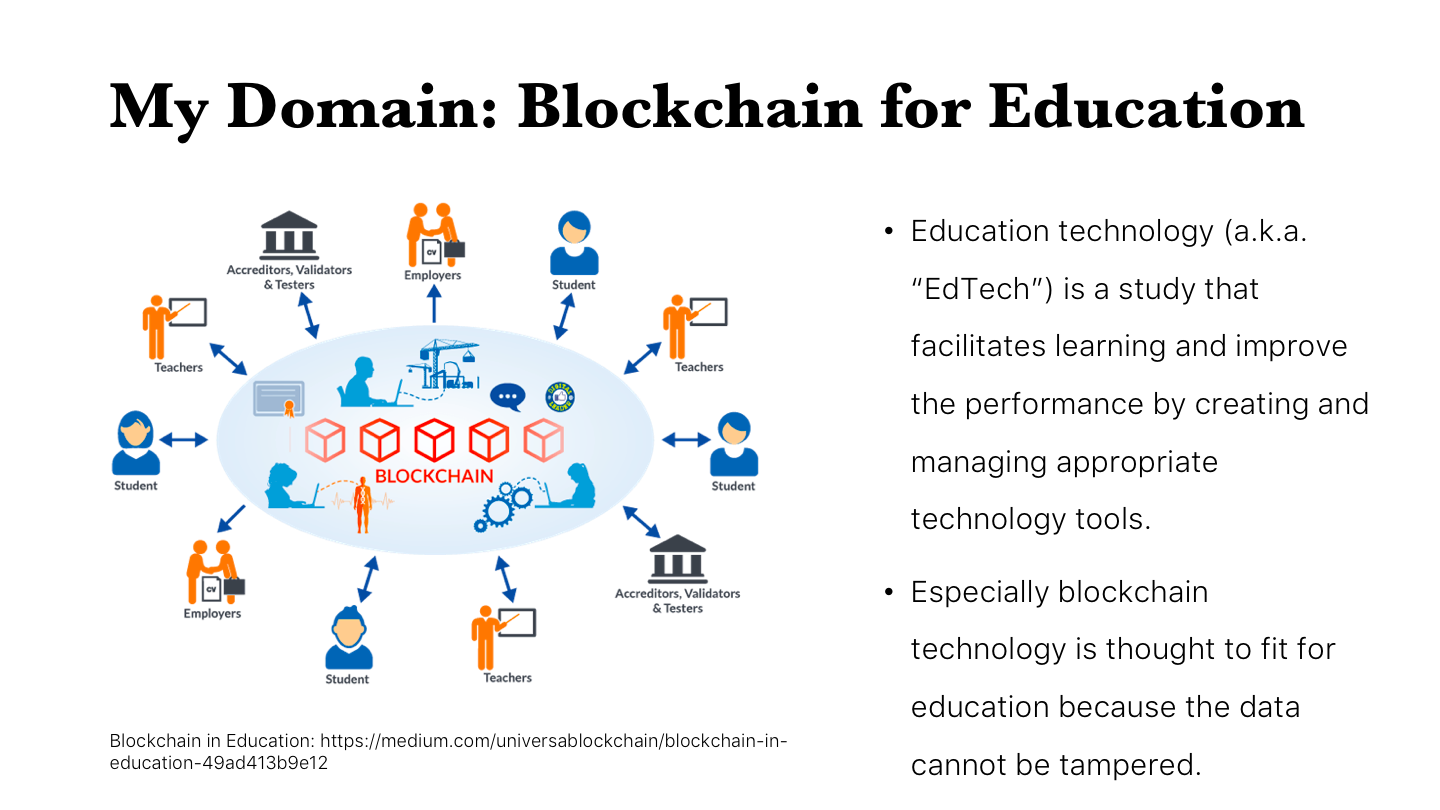 My Domain: Blockchain for Education
Accreditors, Validators
& Testers
Employers
CV
Student
Teachers
Teachers
Student
BLOCKCHAIN
Student
Employers
CV
Student
Teachers
Accreditors, Validators
& Testers
Blockchain in Education: https://medium.com/universablockchain/blockchain-in-
education-49ad413b9e12
• Education technology (a.k.a.
“EdTech”) is a study that
facilitates learning and improve
the performance by creating and
managing appropriate
technology tools.
• Especially blockchain
technology is thought to fit for
education because the data
cannot be tampered.